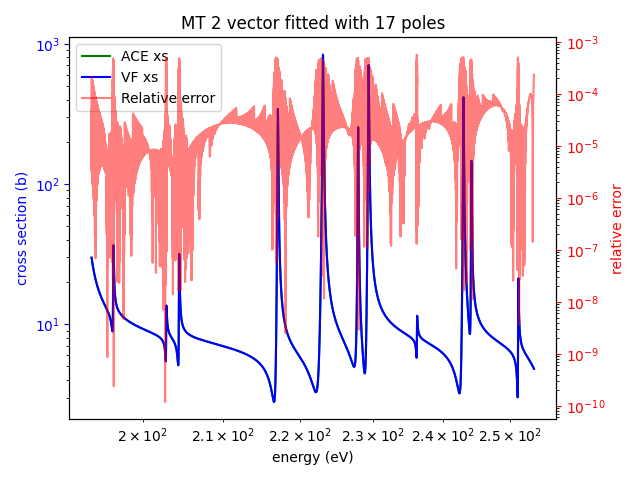 MT 2 vector fitted with 17 poles
ACE xs
VF xs
Relative error
10³
10²
10¹
cross section (b)
10⁻³
10⁻⁴
10⁻⁵
10⁻⁶
10⁻⁷
10⁻⁸
10⁻⁹
10⁻¹⁰
relative error
2 × 10² 2.1 × 10² 2.2 × 10² 2.3 × 10² 2.4 × 10² 2.5 × 10²
energy (eV)